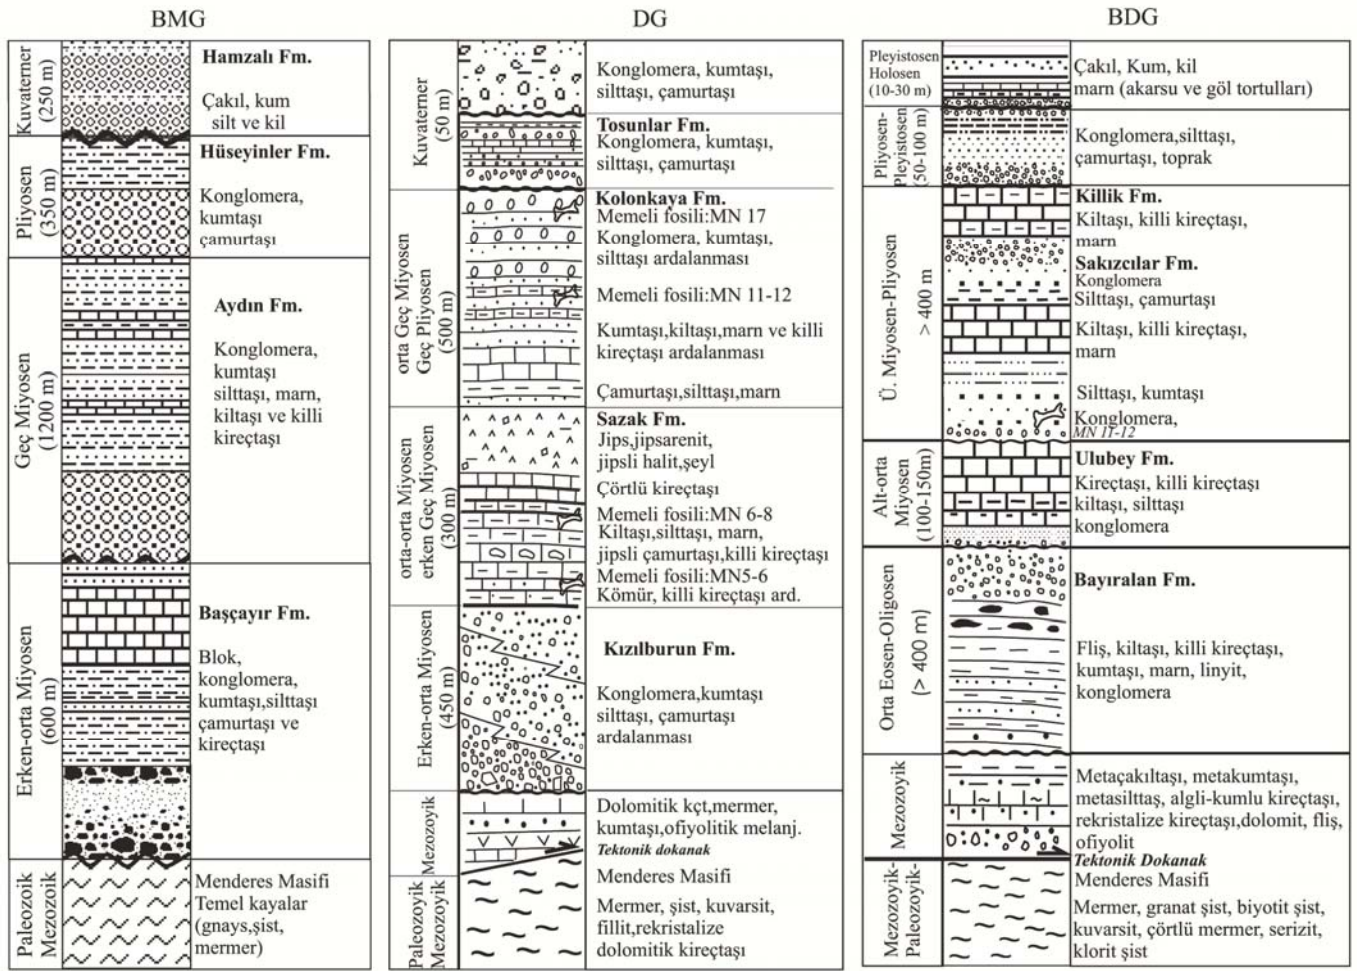 BMG
Kuvaterner
(250 m)
Hamzalı Fm.
Çakıl, kum
silt ve kil
Pliyosen
(350 m)
Hüseyinler Fm.
Konglomera,
kumtaşı
çamurtaşı
Geç Miyosen
(1200 m)
Aydın Fm.
Konglomera,
kumtaşı
silttaşı, marn,
kiltaşı ve killi
kireçtaşı
Erken-orta Miyosen
(600 m)
Başçayır Fm.
Blok,
konglomera,
kumtaşı,silttaşı
çamurtaşı ve
kireçtaşı
Paleozoik
Mezozoik
Menderes Masifi
Temel kayalar
(gnays,şist,
mermer)
DG
Kuvaterner
(50 m)
Konglomera, kumtaşı,
silttaşı, çamurtaşı
Tosunlar Fm.
Konglomera, kumtaşı,
silttaşı, çamurtaşı
orta Geç Miyosen
Geç Pliyosen
(500 m)
Kolonkaya Fm.
Memeli fosili:MN 17
Konglomera, kumtaşı,
silttaşı ardalanması
Memeli fosili:MN 11-12
Kumtaşı,kiltaşı,marn ve killi
kireçtaşı ardalanması
Çamurtaşı,silttaşı,marn
orta-orta Miyosen
erken Geç Miyosen
(300 m)
Sazak Fm.
Jips,jipsarenit,
jipsli halit,şeyl
Çörtlü kireçtaşı
Memeli fosili:MN 6-8
Kiltaşı,silttaşı, marn,
jipsli çamurtaşı,killi kireçtaşı
Memeli fosili:MN5-6
Kömür, killi kireçtaşı ard.
Erken-orta Miyosen
(450 m)
Kızılburun Fm.
Konglomera,kumtaşı
silttaşı, çamurtaşı
ardalanması
Mezozoyik
Dolomitik kçt,mermer,
kumtaşı,ofiyolitik melanj.
Tektonik dokanak
Paleozoyik
Mezozoyik
Menderes Masifi
Mermer, şist, kuvarsit,
fillit,rekristalize
dolomitik kireçtaşı
BDG
Pleyistosen
Holosen
(10-30 m)
Çakıl, Kum, kil
marn (akarsu ve göl tortulları)
Pliyosen-
Pleyistosen
(50-100 m)
Konglomera,silttaşı,
çamurtaşı, toprak
Ü. Miyosen-Pliyosen
> 400 m
Killik Fm.
Kiltaşı, killi kireçtaşı,
marn
Sakızcılar Fm.
Konglomera
Silttaşı, çamurtaşı
Kiltaşı, killi kireçtaşı,
marn
Silttaşı, kumtaşı
Konglomera,
MN 11-12
Alt-orta
Miyosen
(100-150m)
Ulubey Fm.
Kireçtaşı, killi kireçtaşı
kiltaşı, silttaşı
konglomera
Orta Eosen-Oligosen
(> 400 m)
Bayıralan Fm.
Fliş, kiltaşı, killi kireçtaşı,
kumtaşı, marn, linyit,
konglomera
Mezozoyik
Metaçakıltaşı, metakumtaşı,
metasilttaş, algli-kumlu kireçtaşı,
rekristalize kireçtaşı,dolomit, fliş,
ofiyolit
Tektonik Dokanak
Mezozoyik-
Paleozoyik-
Menderes Masifi
Mermer, granat şist, biyotit şist,
kuvarsit, çörtlü mermer, serizit,
klorit şist